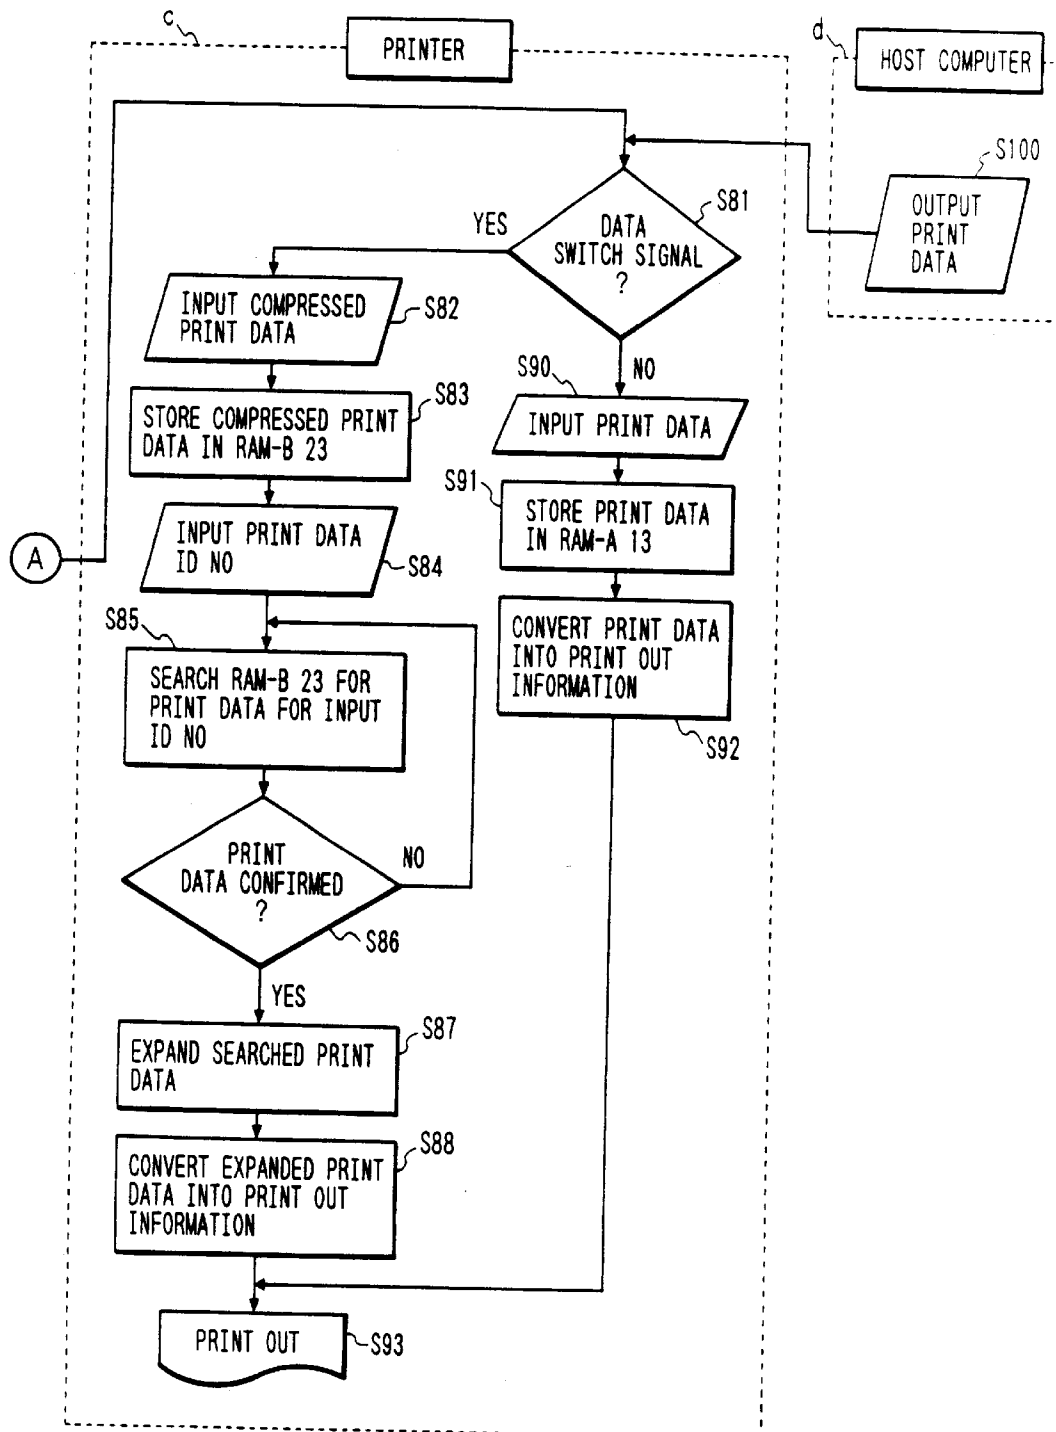 c
PRINTER
d
HOST COMPUTER
S100
OUTPUT
PRINT
DATA
S81
DATA
SWITCH SIGNAL
?
YES
NO
INPUT COMPRESSED
PRINT DATA
S82
S83
STORE COMPRESSED PRINT
DATA IN RAM-B 23
S90
INPUT PRINT DATA
S91
STORE PRINT DATA
IN RAM-A 13
A
INPUT PRINT DATA
ID NO
S84
S85
SEARCH RAM-B 23 FOR
PRINT DATA FOR INPUT
ID NO
CONVERT PRINT DATA
INTO PRINT OUT
INFORMATION
S92
PRINT
DATA CONFIRMED
?
NO
S86
YES
S87
EXPAND SEARCHED PRINT
DATA
S88
CONVERT EXPANDED PRINT
DATA INTO PRINT OUT
INFORMATION
PRINT OUT
S93